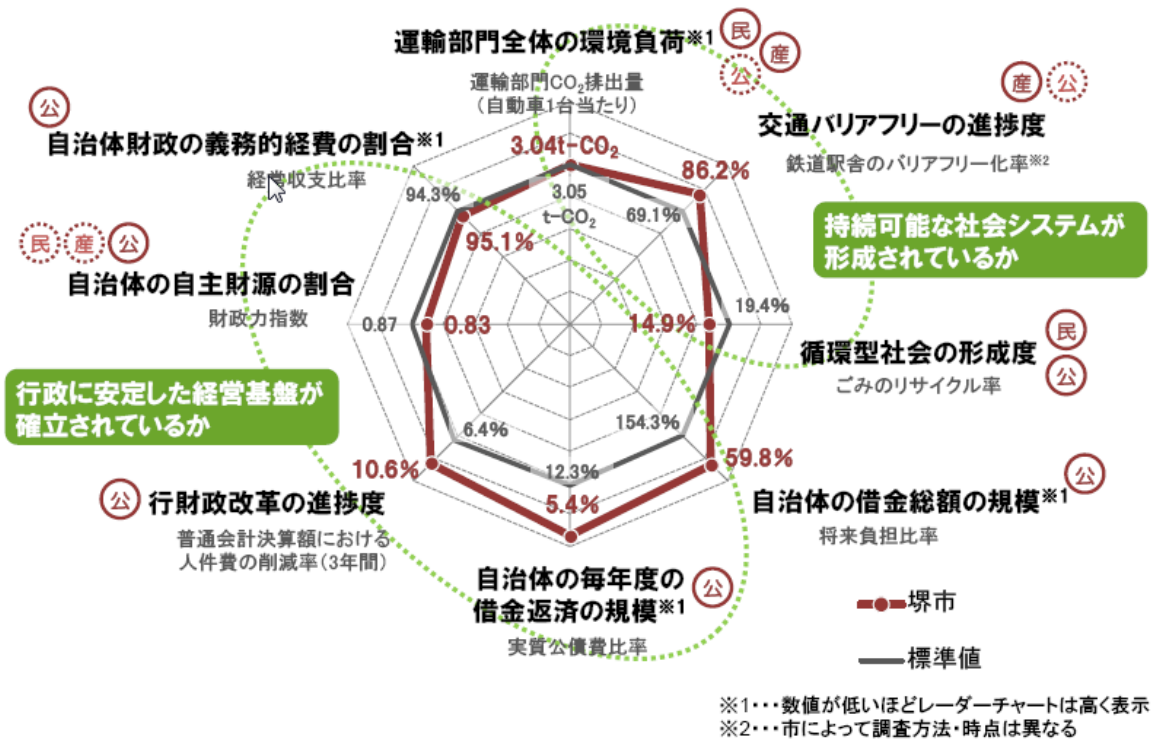 運輸部門全体の環境負荷※1
民
産
公
運輸部門CO₂排出量
(自動車1台当たり)
3.04t-CO₂
3.05
t-CO₂
産
公
交通バリアフリーの進捗度
鉄道駅舎のバリアフリー化率※2
86.2%
69.1%
持続可能な社会システムが
形成されているか
19.4%
14.9%
民
循環型社会の形成度
ごみのリサイクル率
公
154.3%
59.8%
公
自治体の借金総額の規模※1
将来負担比率
12.3%
5.4%
自治体の毎年度の
借金返済の規模※1
公
実質公債費比率
6.4%
10.6%
公
行財政改革の進捗度
普通会計決算額における
人件費の削減率(3年間)
行政に安定した経営基盤が
確立されているか
民
産
公
自治体の自主財源の割合
財政力指数
0.87
0.83
公
自治体財政の義務的経費の割合※1
経常収支比率
94.3%
95.1%
堺市
標準値
※1・・・数値が低いほどレーダーチャートは高く表示
※2・・・市によって調査方法・時点は異なる